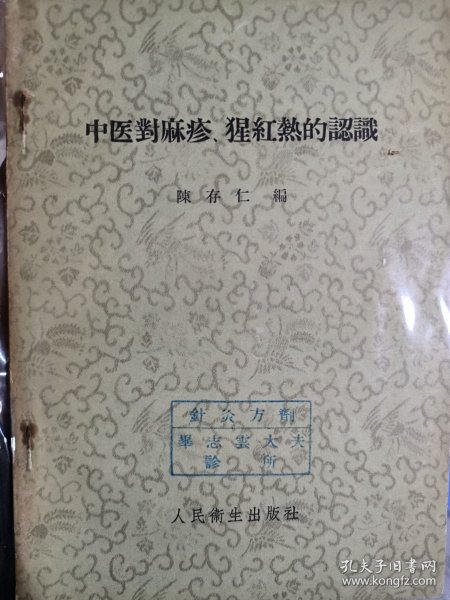 中医對麻疹、猩紅熱的認識
陳存仁 編
針灸方劑
畢志雲大夫
診所
人民衛生出版社
孔夫子旧书网
www.kongfz.com